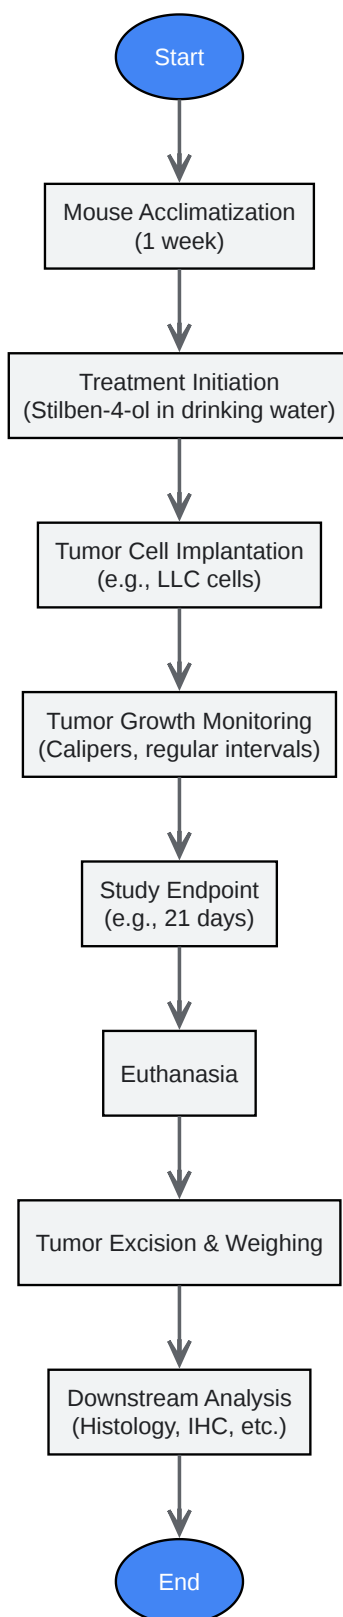 Start
Mouse Acclimatization
(1 week)
Treatment Initiation
(Stilben-4-ol in drinking water)
Tumor Cell Implantation
(e.g., LLC cells)
Tumor Growth Monitoring
(Calipers, regular intervals)
Study Endpoint
(e.g., 21 days)
Euthanasia
Tumor Excision & Weighing
Downstream Analysis
(Histology, IHC, etc.)
End